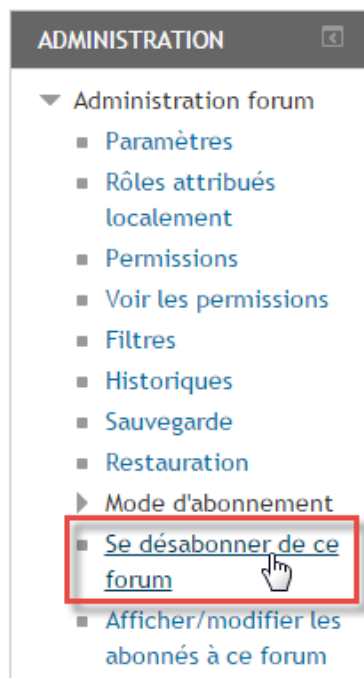 ADMINISTRATION
Administration forum
Paramètres
Rôles attribués
localement
Permissions
Voir les permissions
Filtres
Historiques
Sauvegarde
Restauration
Mode d'abonnement
Se désabonner de ce
forum
Afficher/modifier les
abonnés à ce forum